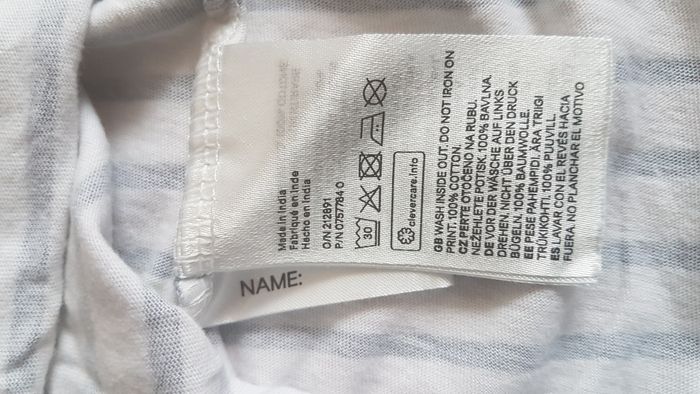 Made in India
Fabriqué en Inde
Hecho en India
O/N 212891
P/N 0757784 0
30
clevercare.info
GB WASH INSIDE OUT. DO NOT IRON ON
PRINT. 100% COTTON.
CZ PERTE OTOČENO NA RUBU.
NEŽEHLETE POTISK. 100% BAVLNA.
DE VOR DER WÄSCHE AUF LINKS
DREHEN. NICHT ÜBER DEN DRUCK
BÜGELN. 100% BAUMWOLLE.
EE PESE PAHEMPIDI. ÄRA TRIIGI
TRÜKKOHTI. 100% PUUVILL.
ES LAVAR CON EL REVÉS HACIA
FUERA. NO PLANCHAR EL MOTIVO
NAME: